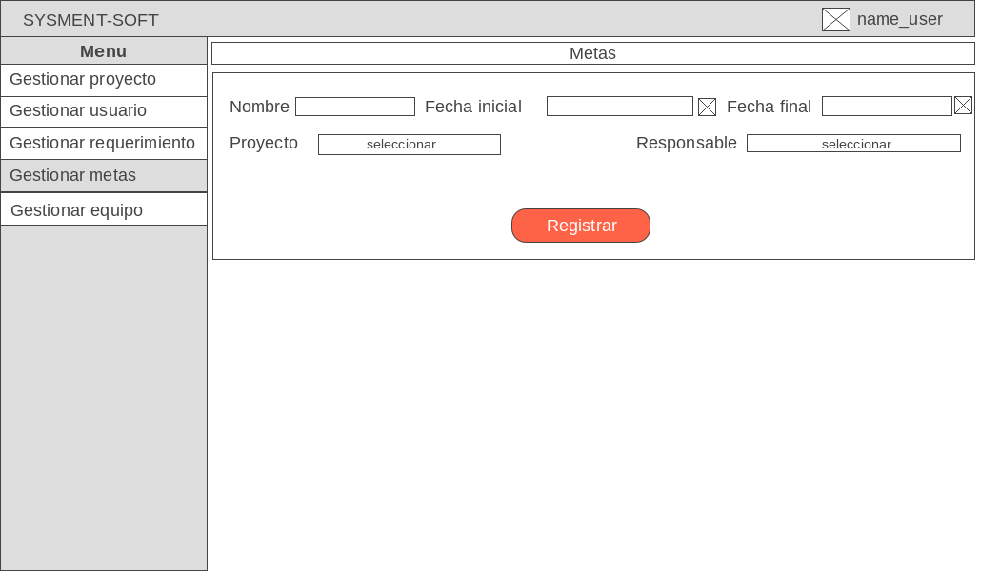 SYSMENT-SOFT name_user
Menu
Gestionar proyecto
Gestionar usuario
Gestionar requerimiento
Gestionar metas
Gestionar equipo
Metas
Nombre Fecha inicial Fecha final
Proyecto seleccionar Responsable seleccionar
Registrar